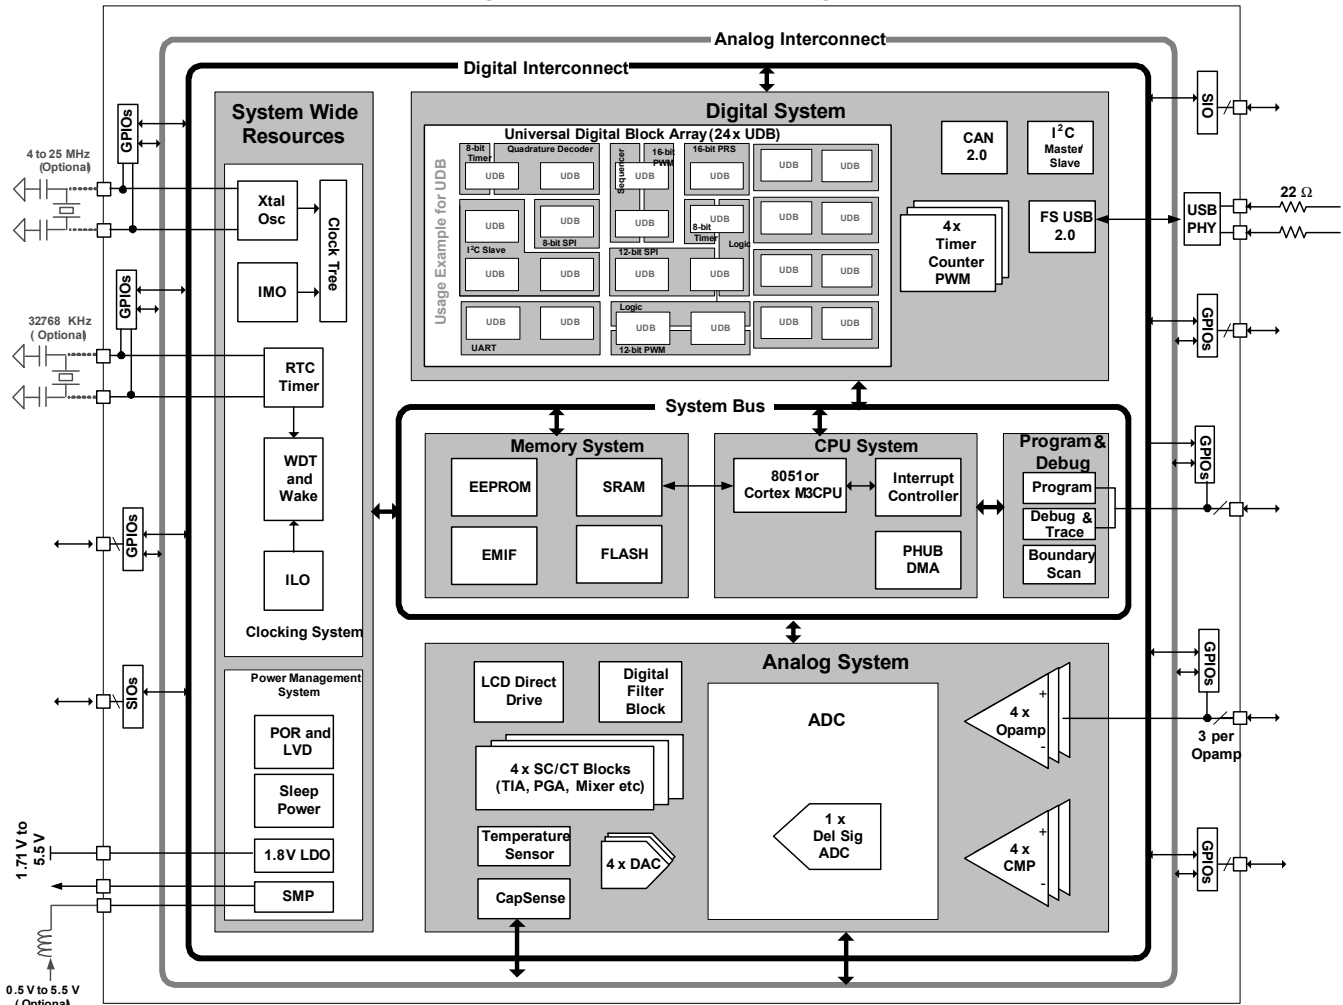 Analog Interconnect
Digital Interconnect
System Wide
Resources
Digital System
Universal Digital Block Array (24x UDB)
Usage Example for UDB
8-bit
Timer
Quadrature Decoder
Sequencer
16-bit
PWM
16-bit PRS
UDB
UDB
UDB
UDB
UDB
UDB
UDB
UDB
UDB
UDB
UDB
UDB
I²C Slave
8-bit SPI
8-bit
Timer
Logic
12-bit SPI
UDB
UDB
UDB
UDB
UDB
UDB
Logic
UDB
UDB
UDB
UDB
UDB
UDB
UART
12-bit PWM
CAN
2.0
I²C
Master/
Slave
4x
Timer
Counter
PWM
FS USB
2.0
SIO
USB
PHY
22 Ω
GPIOs
GPIOs
GPIOs
3 per
Opamp
GPIOs
GPIOs
4 to 25 MHz
(Optional)
GPIOs
32768 KHz
(Optional)
GPIOs
SIOs
1.71 V to
5.5 V
0.5 V to 5.5 V
(Optional)
Xtal
Osc
Clock Tree
IMO
RTC
Timer
WDT
and
Wake
ILO
Clocking System
Power Management
System
POR and
LVD
Sleep
Power
1.8V LDO
SMP
System Bus
Memory System
EEPROM
SRAM
EMIF
FLASH
CPU System
8051 or
Cortex M3CPU
Interrupt
Controller
PHUB
DMA
Program &
Debug
Program
Debug &
Trace
Boundary
Scan
Analog System
LCD Direct
Drive
Digital
Filter
Block
4 x SC/CT Blocks
(TIA, PGA, Mixer etc)
Temperature
Sensor
4 x DAC
CapSense
ADC
1 x
Del Sig
ADC
+
4 x
Opamp
-
+
4 x
CMP
-